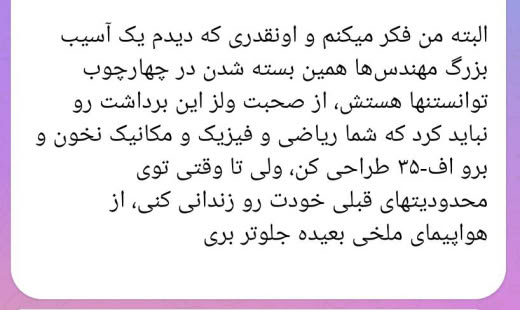 البته من فکر میکنم و اونقدری که دیدم یک آسیب
بزرگ مهندس‌ها همین بسته شدن در چهارچوب
توانستنها هستش، از صحبت ولز این برداشت رو
نباید کرد که شما ریاضی و فیزیک و مکانیک نخون و
برو اف-۳۵ طراحی کن، ولی تا وقتی توی
محدودیتهای قبلی خودت رو زندانی کنی، از
هواپیمای ملخی بعیده جلوتر بری